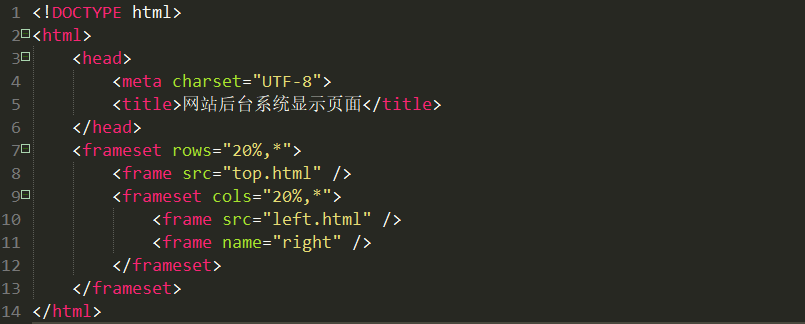 1 <!DOCTYPE html>
2 <html>
3     <head>
4         <meta charset="UTF-8">
5         <title>网站后台系统显示页面</title>
6     </head>
7     <frameset rows="20%,*">
8         <frame src="top.html" />
9         <frameset cols="20%,*">
10             <frame src="left.html" />
11             <frame name="right" />
12         </frameset>
13     </frameset>
14 </html>